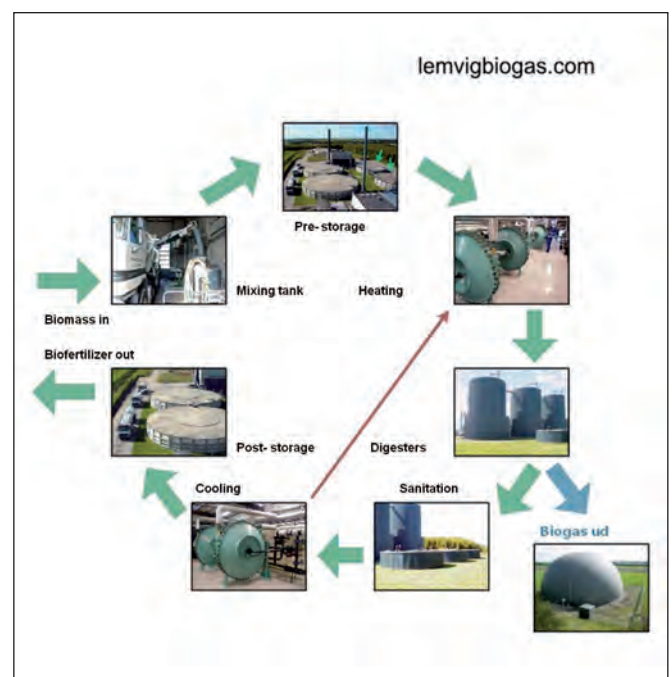 lemvigbiogas.com
Pre- storage
Mixing tank
Heating
Biomass in
Biofertilizer out
Post- storage
Digesters
Cooling
Sanitation
Biogas ud